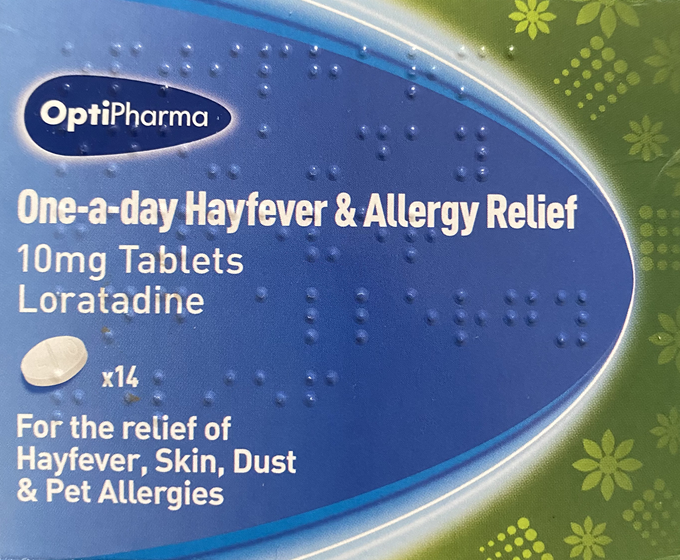 OptiPharma
One-a-day Hayfever & Allergy Relief
10mg Tablets
Loratadine
x14
For the relief of
Hayfever, Skin, Dust
& Pet Allergies